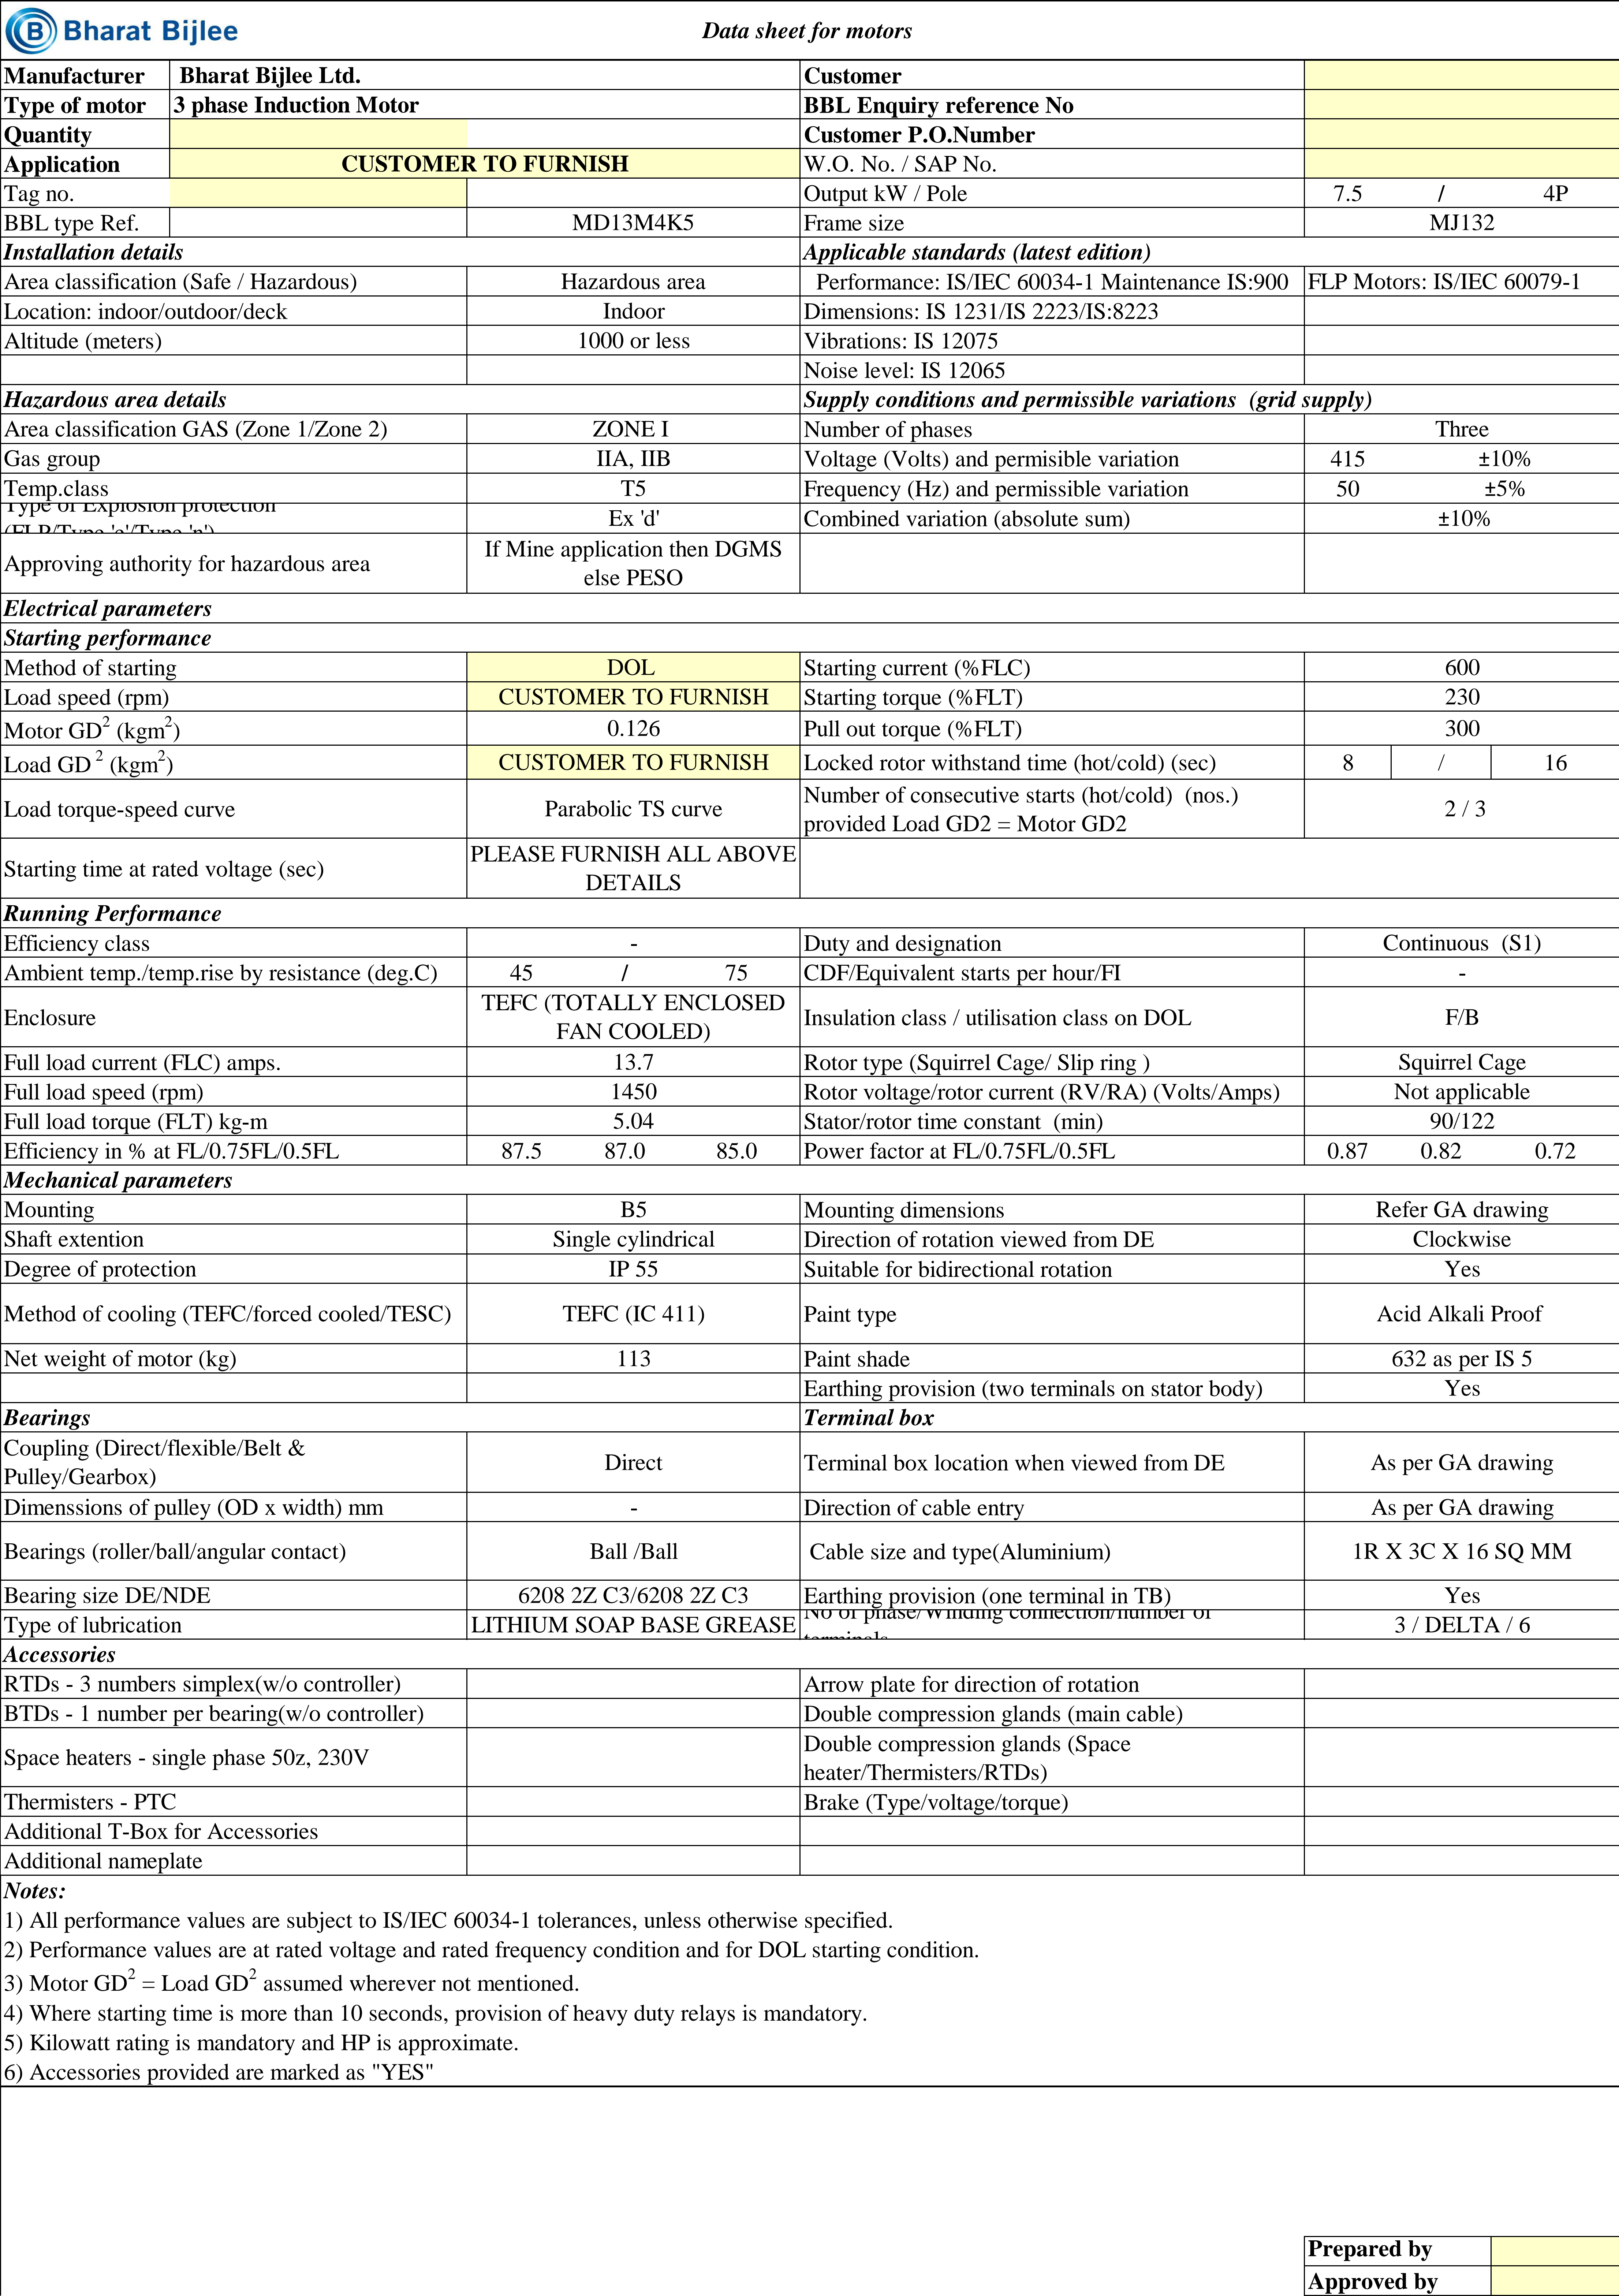 B Bharat Bijlee
Data sheet for motors
Manufacturer Bharat Bijlee Ltd. Customer
Type of motor 3 phase Induction Motor BBL Enquiry reference No
Quantity Customer P.O.Number
Application CUSTOMER TO FURNISH W.O. No. / SAP No.
Tag no. Output kW / Pole 7.5 / 4P
BBL type Ref. MD13M4K5 Frame size MJ132
Installation details Applicable standards (latest edition)
Area classification (Safe / Hazardous) Hazardous area Performance: IS/IEC 60034-1 Maintenance IS:900 FLP Motors: IS/IEC 60079-1
Location: indoor/outdoor/deck Indoor Dimensions: IS 1231/IS 2223/IS:8223
Altitude (meters) 1000 or less Vibrations: IS 12075
Noise level: IS 12065
Hazardous area details Supply conditions and permissible variations (grid supply)
Area classification GAS (Zone 1/Zone 2) ZONE I Number of phases Three
Gas group IIA, IIB Voltage (Volts) and permisible variation 415 ±10%
Temp.class T5 Frequency (Hz) and permissible variation 50 ±5%
Type of Explosion protection
(FLP/Type 'e'/Type 'n') Ex 'd' Combined variation (absolute sum) ±10%
Approving authority for hazardous area If Mine application then DGMS
else PESO
Electrical parameters
Starting performance
Method of starting DOL Starting current (%FLC) 600
Load speed (rpm) CUSTOMER TO FURNISH Starting torque (%FLT) 230
Motor GD² (kgm²) 0.126 Pull out torque (%FLT) 300
Load GD ² (kgm²) CUSTOMER TO FURNISH Locked rotor withstand time (hot/cold) (sec) 8 / 16
Load torque-speed curve Parabolic TS curve Number of consecutive starts (hot/cold) (nos.)
provided Load GD2 = Motor GD2 2 / 3
Starting time at rated voltage (sec) PLEASE FURNISH ALL ABOVE
DETAILS
Running Performance
Efficiency class - Duty and designation Continuous (S1)
Ambient temp./temp.rise by resistance (deg.C) 45 / 75 CDF/Equivalent starts per hour/FI -
Enclosure TEFC (TOTALLY ENCLOSED
FAN COOLED) Insulation class / utilisation class on DOL F/B
Full load current (FLC) amps. 13.7 Rotor type (Squirrel Cage/ Slip ring ) Squirrel Cage
Full load speed (rpm) 1450 Rotor voltage/rotor current (RV/RA) (Volts/Amps) Not applicable
Full load torque (FLT) kg-m 5.04 Stator/rotor time constant (min) 90/122
Efficiency in % at FL/0.75FL/0.5FL 87.5 87.0 85.0 Power factor at FL/0.75FL/0.5FL 0.87 0.82 0.72
Mechanical parameters
Mounting B5 Mounting dimensions Refer GA drawing
Shaft extention Single cylindrical Direction of rotation viewed from DE Clockwise
Degree of protection IP 55 Suitable for bidirectional rotation Yes
Method of cooling (TEFC/forced cooled/TESC) TEFC (IC 411) Paint type Acid Alkali Proof
Net weight of motor (kg) 113 Paint shade 632 as per IS 5
Earthing provision (two terminals on stator body) Yes
Bearings Terminal box
Coupling (Direct/flexible/Belt &
Pulley/Gearbox) Direct Terminal box location when viewed from DE As per GA drawing
Dimenssions of pulley (OD x width) mm - Direction of cable entry As per GA drawing
Bearings (roller/ball/angular contact) Ball /Ball Cable size and type(Aluminium) 1R X 3C X 16 SQ MM
Bearing size DE/NDE 6208 2Z C3/6208 2Z C3 Earthing provision (one terminal in TB) Yes
Type of lubrication LITHIUM SOAP BASE GREASE No of phase/Winding connection/number of
terminals 3 / DELTA / 6
Accessories
RTDs - 3 numbers simplex(w/o controller) Arrow plate for direction of rotation
BTDs - 1 number per bearing(w/o controller) Double compression glands (main cable)
Space heaters - single phase 50z, 230V Double compression glands (Space
heater/Thermisters/RTDs)
Thermisters - PTC Brake (Type/voltage/torque)
Additional T-Box for Accessories
Additional nameplate
Notes:
1) All performance values are subject to IS/IEC 60034-1 tolerances, unless otherwise specified.
2) Performance values are at rated voltage and rated frequency condition and for DOL starting condition.
3) Motor GD² = Load GD² assumed wherever not mentioned.
4) Where starting time is more than 10 seconds, provision of heavy duty relays is mandatory.
5) Kilowatt rating is mandatory and HP is approximate.
6) Accessories provided are marked as "YES"
Prepared by
Approved by